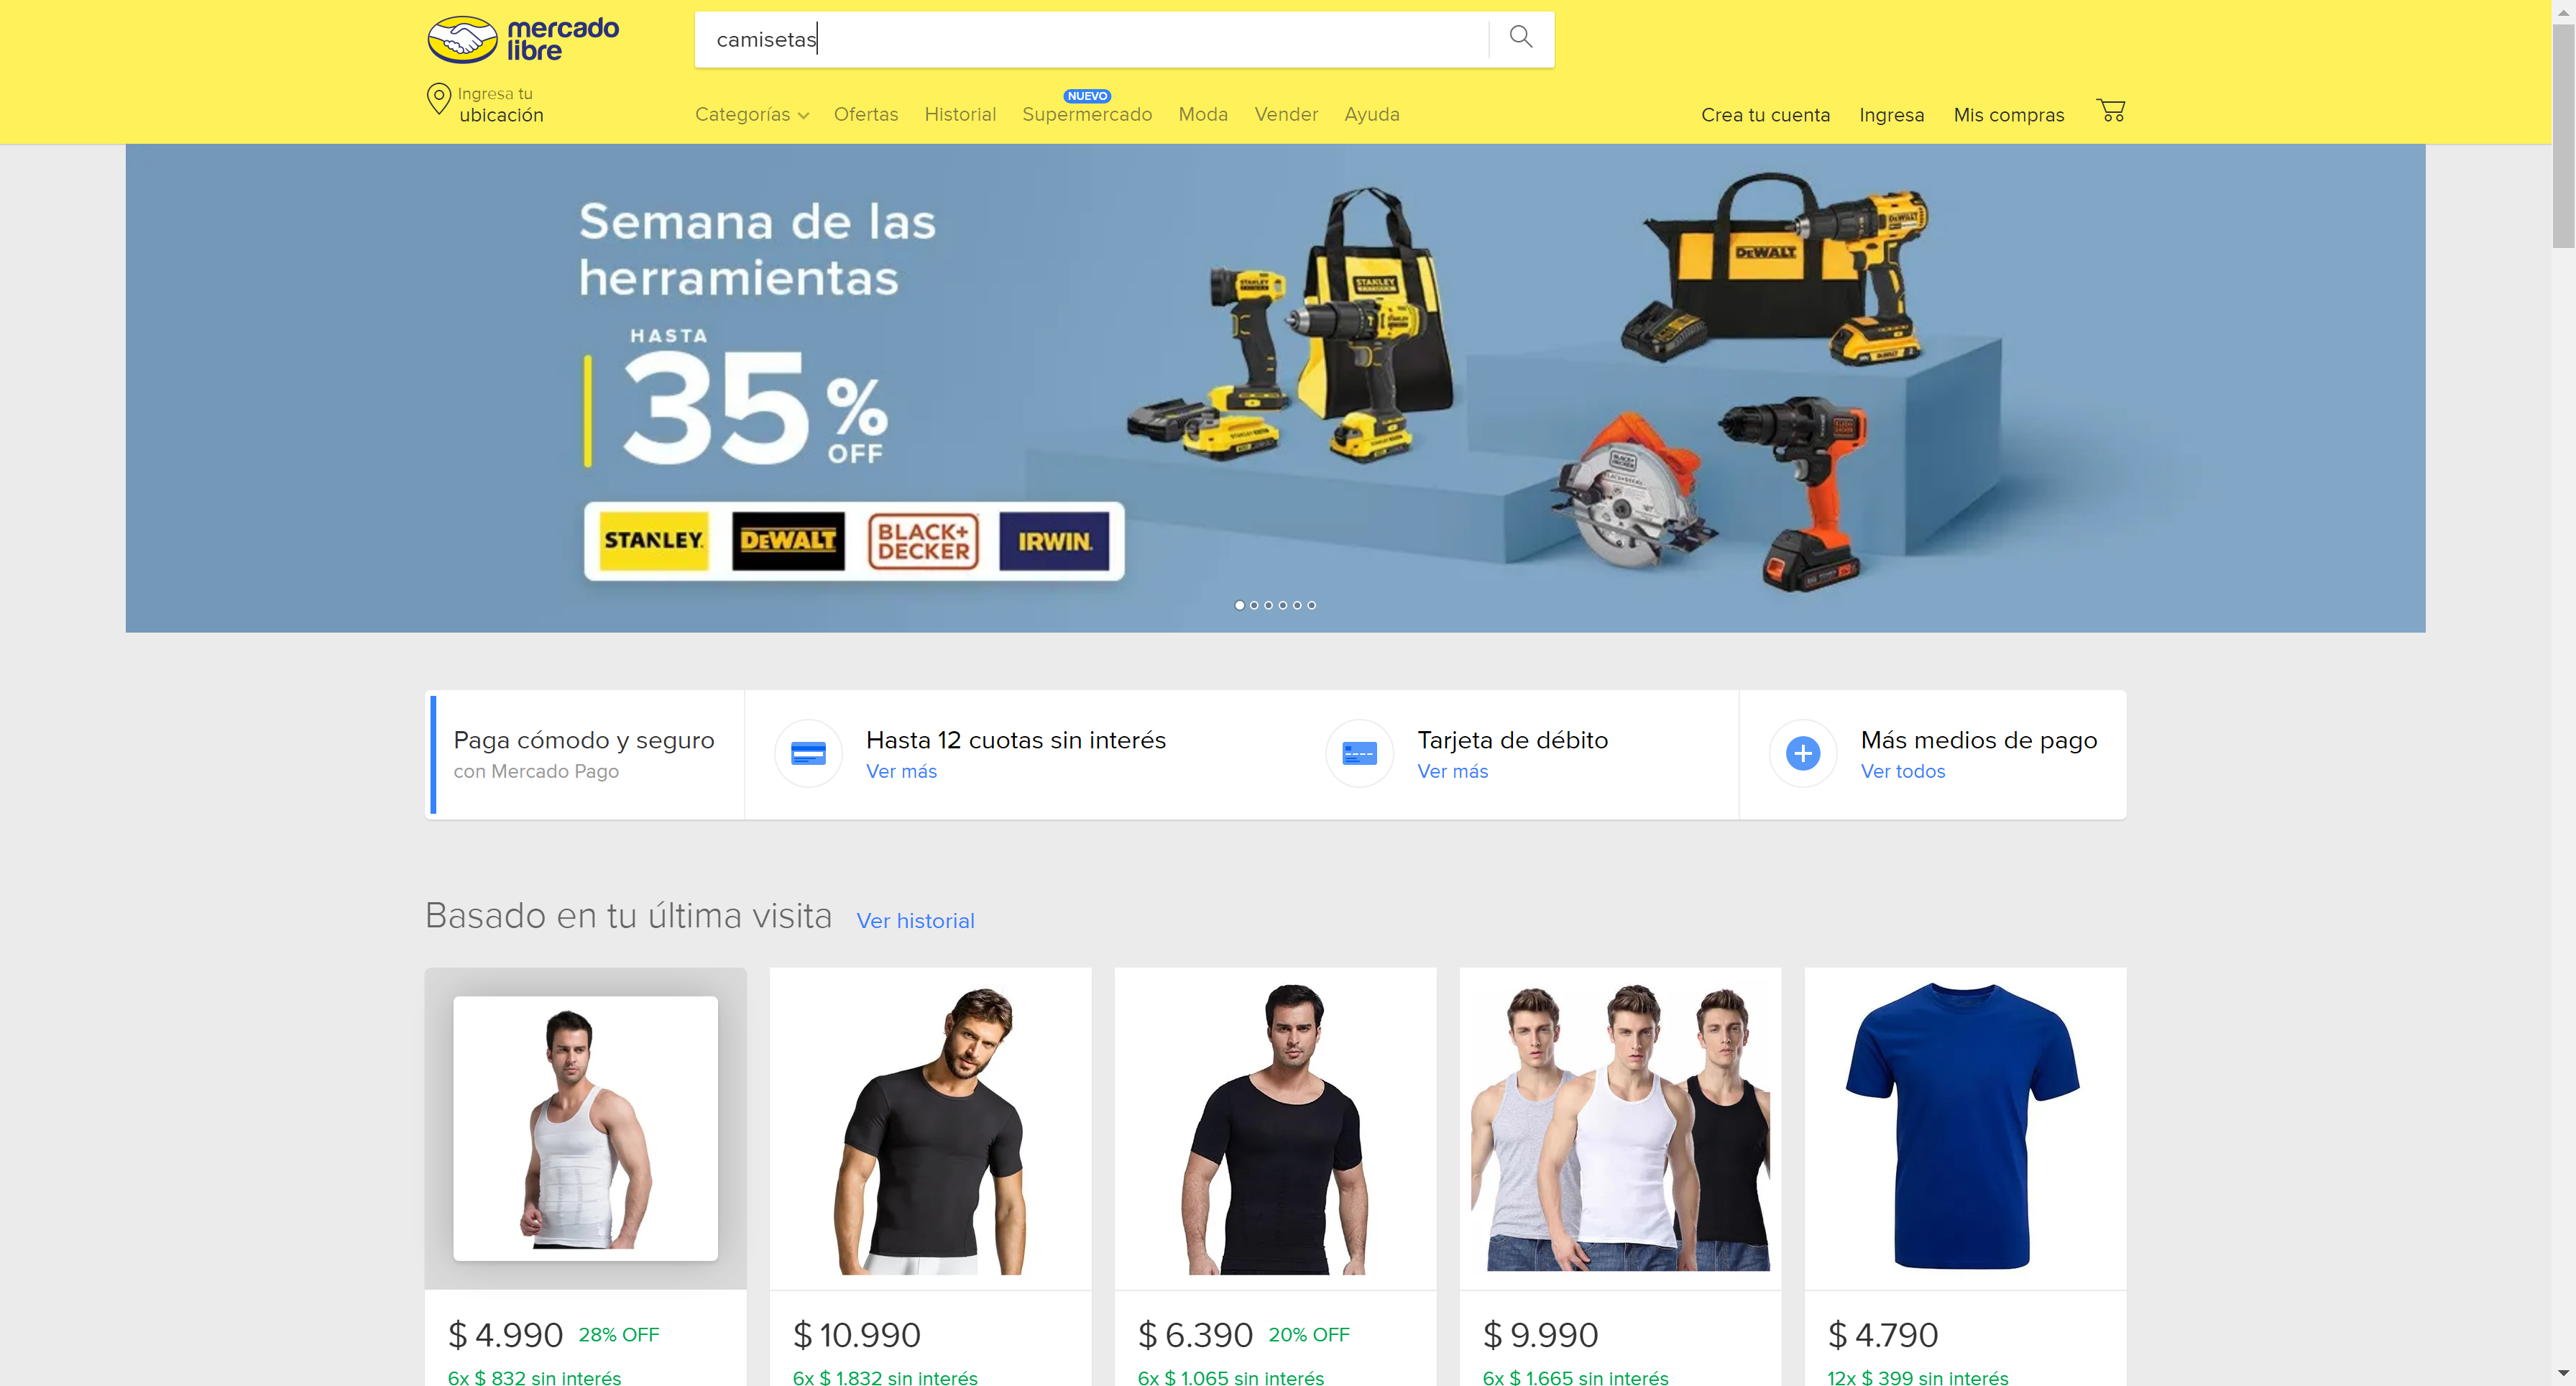 mercado
libre
camisetas
Ingresa tu
ubicación
Categorías
Ofertas
Historial
NUEVO
Supermercado
Moda
Vender
Ayuda
Crea tu cuenta
Ingresa
Mis compras
Semana de las
herramientas
HASTA
35%
OFF
STANLEY
DEWALT
BLACK+
DECKER
IRWIN
STANLEY
DEWALT
Paga cómodo y seguro
con Mercado Pago
Hasta 12 cuotas sin interés
Ver más
Tarjeta de débito
Ver más
Más medios de pago
Ver todos
Basado en tu última visita
Ver historial
$ 4.990 28% OFF
6x $ 832 sin interés
$ 10.990
6x $ 1.832 sin interés
$ 6.390 20% OFF
6x $ 1.065 sin interés
$ 9.990
6x $ 1.665 sin interés
$ 4.790
12x $ 399 sin interés